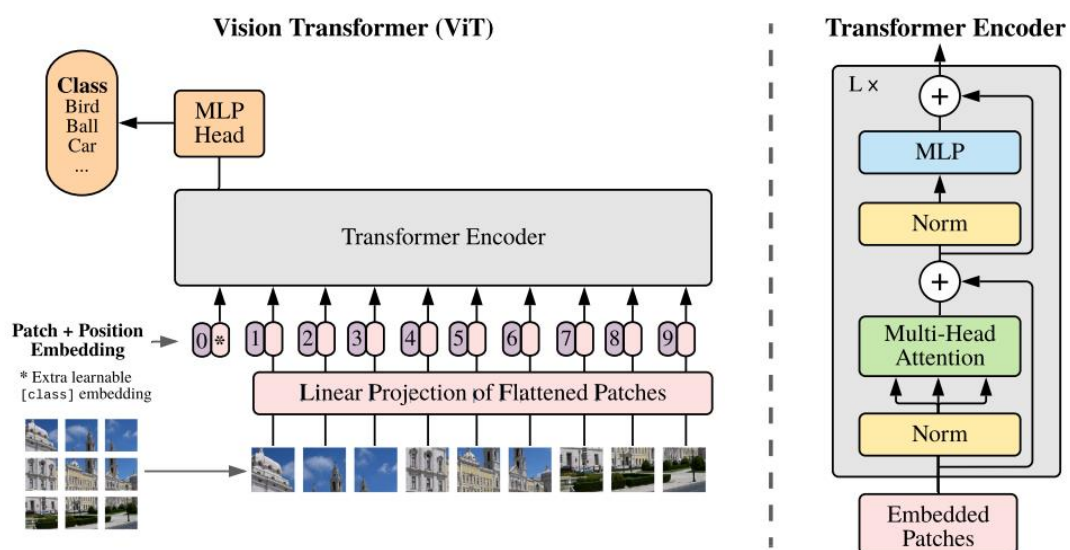 Vision Transformer (ViT)
Class
Bird
Ball
Car
...
MLP
Head
Transformer Encoder
Patch + Position
Embedding
0 * 1 2 3 4 5 6 7 8 9
* Extra learnable
[class] embedding
Linear Projection of Flattened Patches
Transformer Encoder
L ×
+
MLP
Norm
+
Multi-Head
Attention
Norm
Embedded
Patches